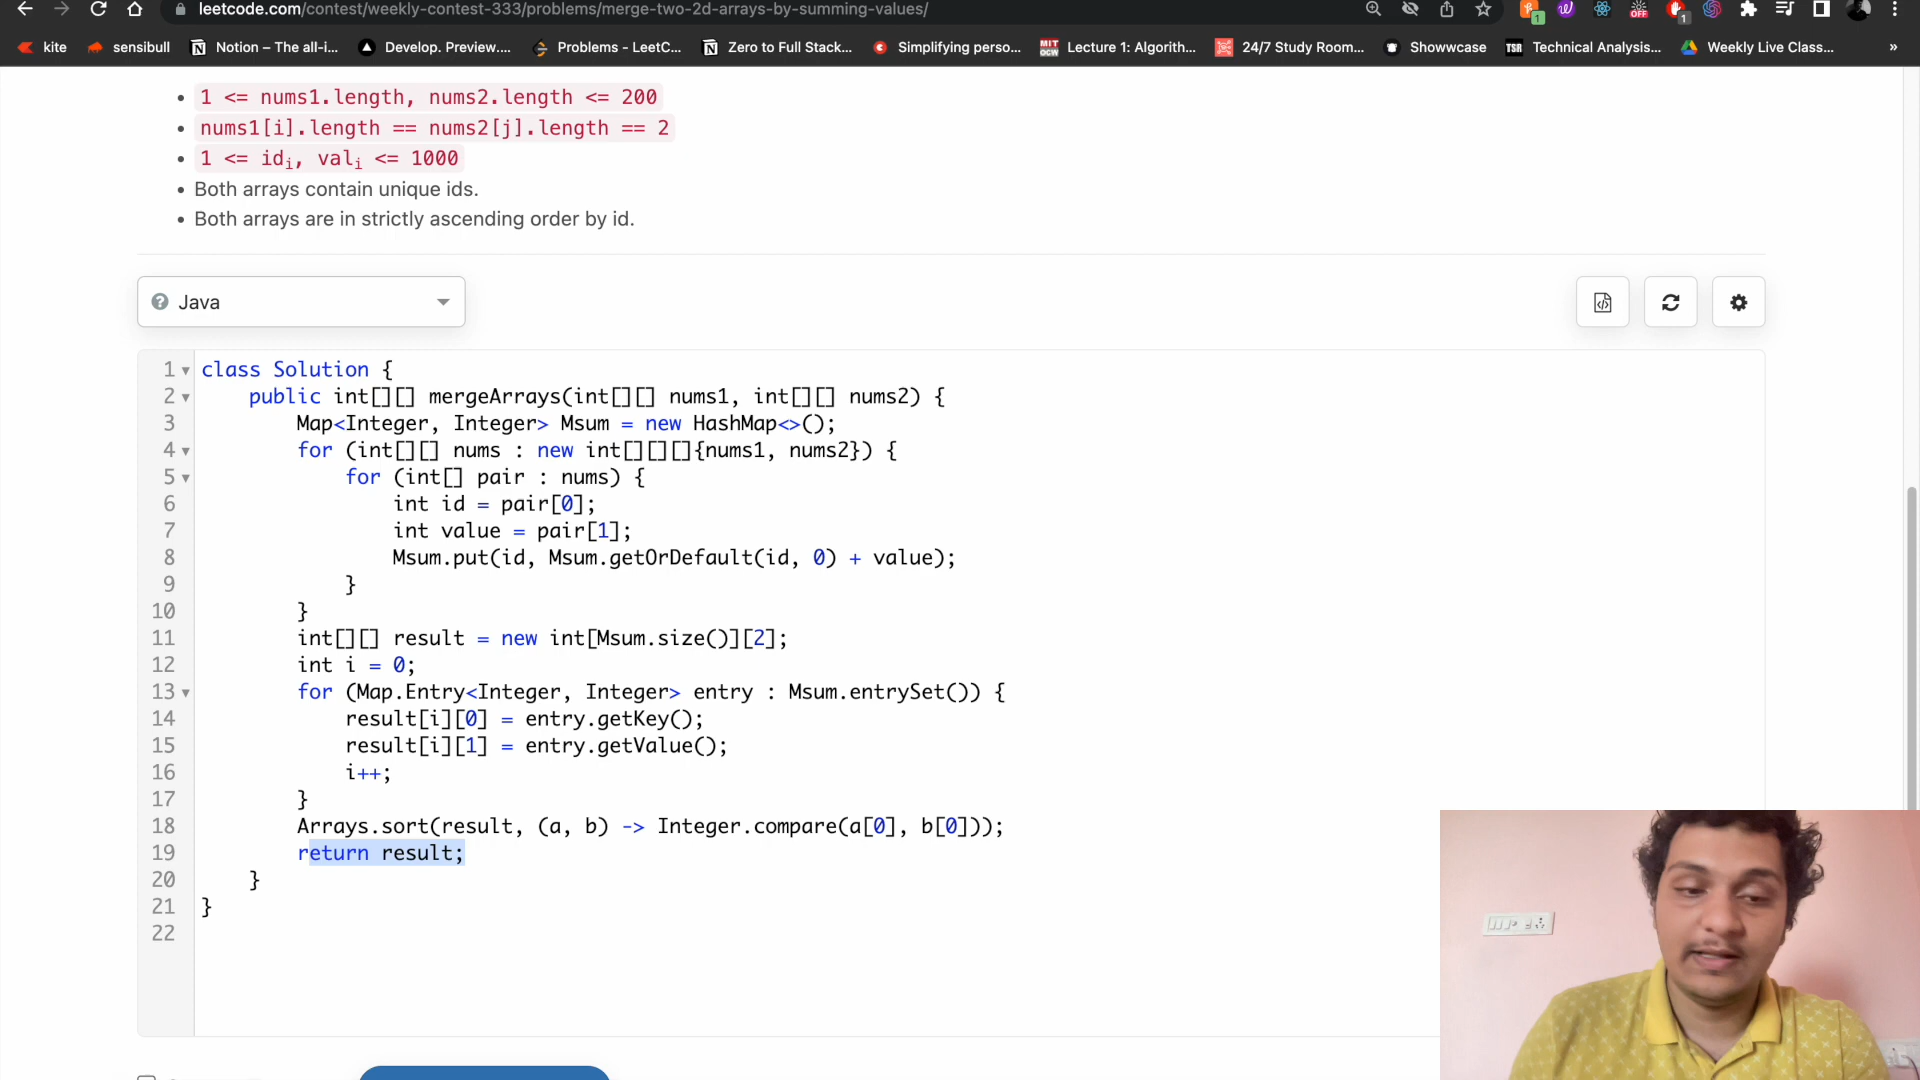 leetcode.com/contest/weekly-contest-333/problems/merge-two-2d-arrays-by-summing-values/
kite
sensibull
Notion – The all-i...
Develop. Preview....
Problems - LeetC...
Zero to Full Stack...
Simplifying perso...
MIT OCW
Lecture 1: Algorith...
24/7 Study Room...
Showwcase
TSR
Technical Analysis...
Weekly Live Class...
»
OFF
1
1
• 1 <= nums1.length, nums2.length <= 200
• nums1[i].length == nums2[j].length == 2
• 1 <= idi, vali <= 1000
• Both arrays contain unique ids.
• Both arrays are in strictly ascending order by id.
Java
1 class Solution {
2 public int[][] mergeArrays(int[][] nums1, int[][] nums2) {
3 Map<Integer, Integer> Msum = new HashMap<>();
4 for (int[][] nums : new int[][][]{nums1, nums2}) {
5 for (int[] pair : nums) {
6 int id = pair[0];
7 int value = pair[1];
8 Msum.put(id, Msum.getOrDefault(id, 0) + value);
9 }
10 }
11 int[][] result = new int[Msum.size()][2];
12 int i = 0;
13 for (Map.Entry<Integer, Integer> entry : Msum.entrySet()) {
14 result[i][0] = entry.getKey();
15 result[i][1] = entry.getValue();
16 i++;
17 }
18 Arrays.sort(result, (a, b) -> Integer.compare(a[0], b[0]));
19 return result;
20 }
21 }
22